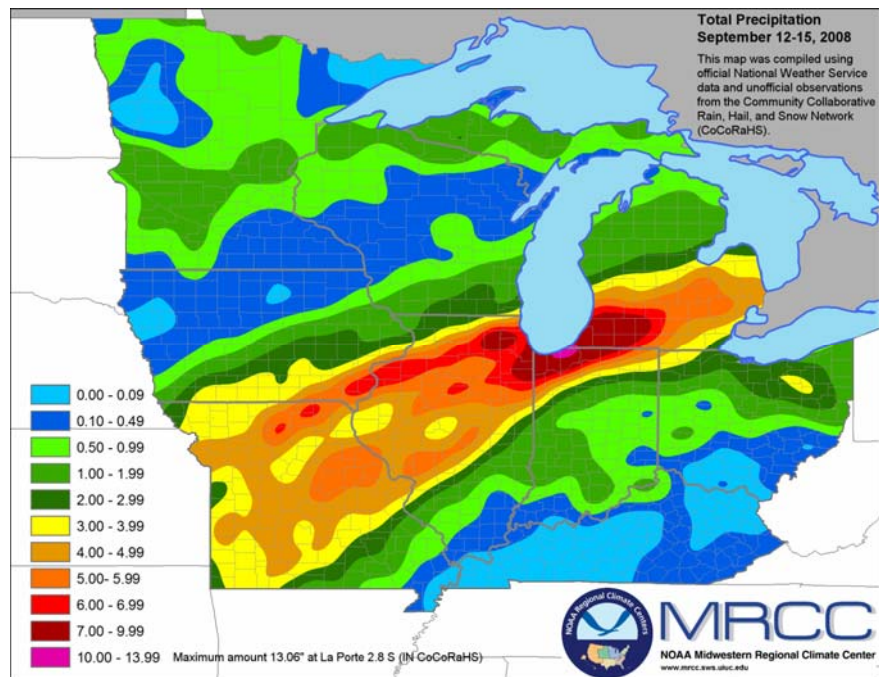 Total Precipitation
September 12-15, 2008
This map was compiled using
official National Weather Service
data and unofficial observations
from the Community Collaborative
Rain, Hail, and Snow Network
(CoCoRaHS).
0.00 - 0.09
0.10 - 0.49
0.50 - 0.99
1.00 - 1.99
2.00 - 2.99
3.00 - 3.99
4.00 - 4.99
5.00- 5.99
6.00 - 6.99
7.00 - 9.99
10.00 - 13.99
Maximum amount 13.06" at La Porte 2.8 S (IN CoCoRaHS)
NOAA Regional Climate Centers
MRCC
NOAA Midwestern Regional Climate Center
www.mrcc.sws.uiuc.edu